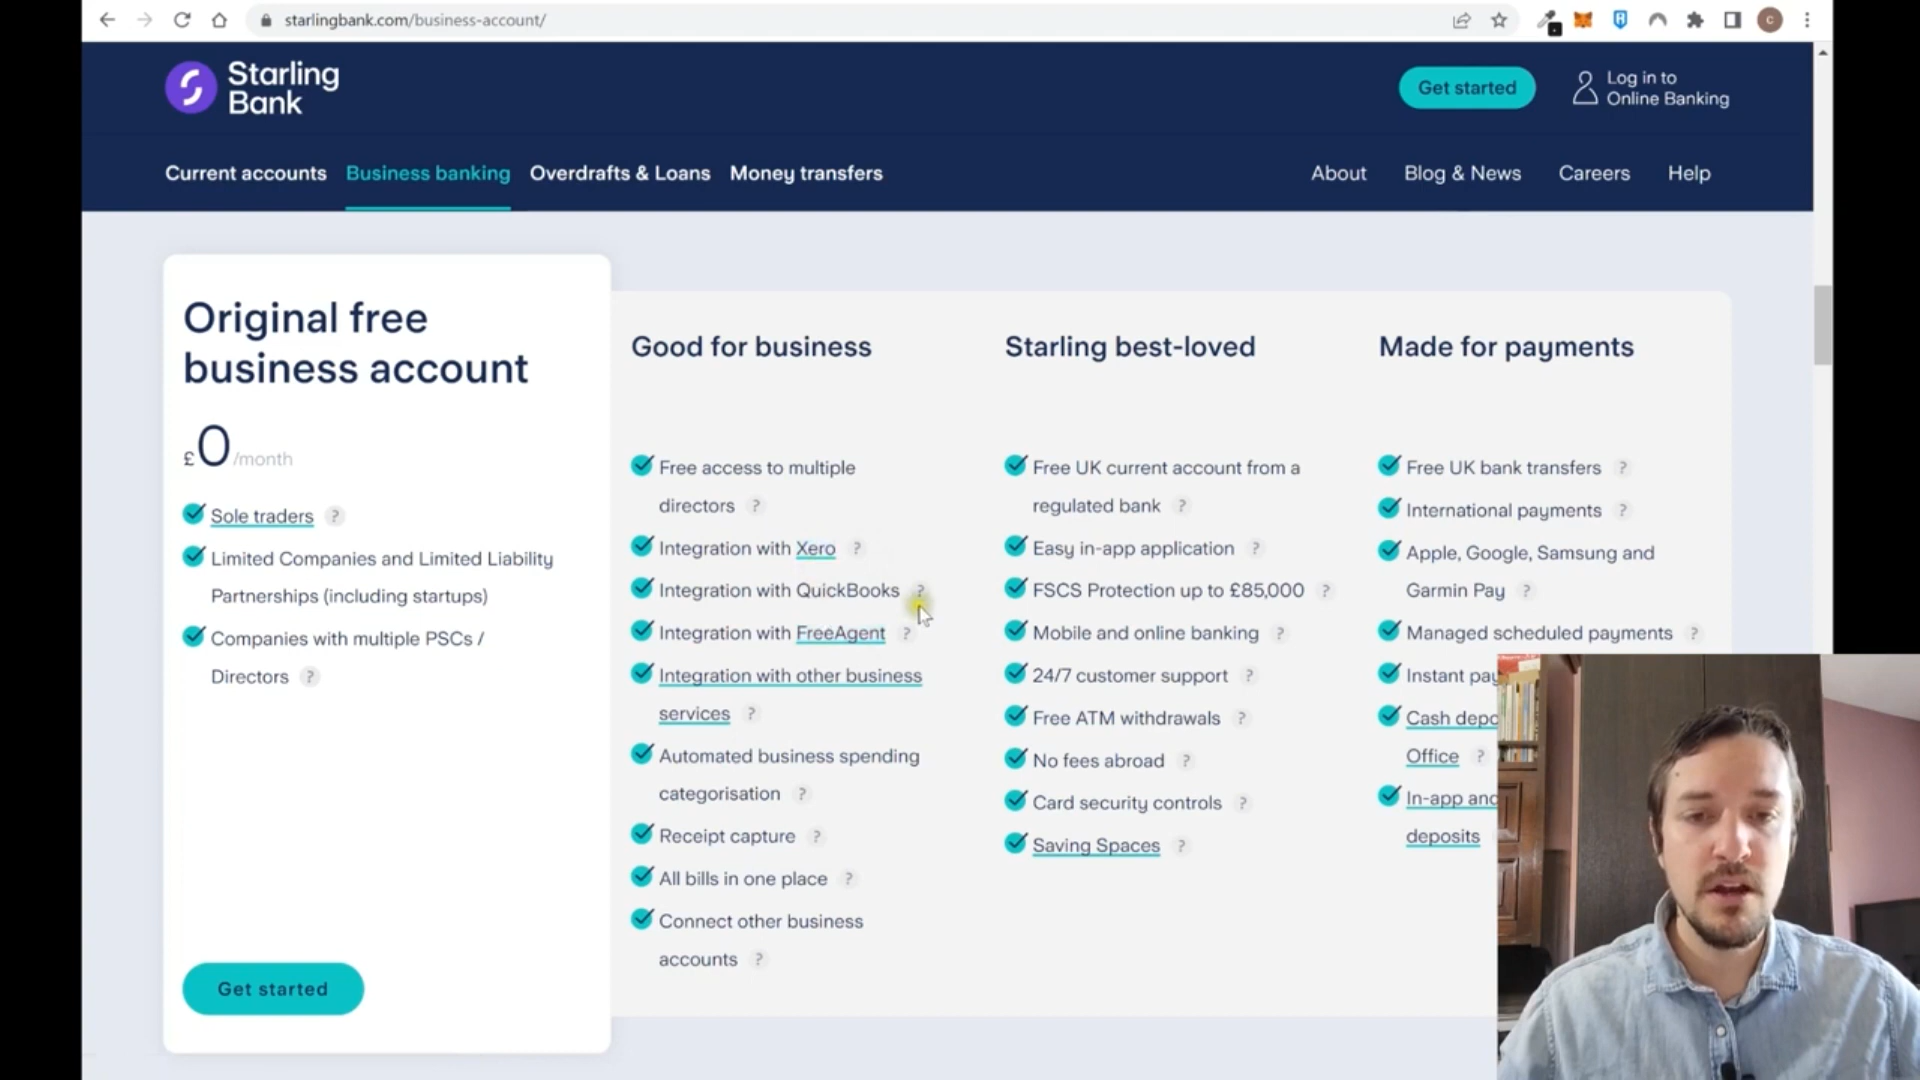 starlingbank.com/business-account/
Starling
Bank
Get started
Log in to
Online Banking
Current accounts
Business banking
Overdrafts & Loans
Money transfers
About
Blog & News
Careers
Help
Original free
business account
£0/month
Sole traders ?
Limited Companies and Limited Liability
Partnerships (including startups)
Companies with multiple PSCs /
Directors ?
Get started
Good for business
Free access to multiple
directors ?
Integration with Xero ?
Integration with QuickBooks ?
Integration with FreeAgent ?
Integration with other business
services ?
Automated business spending
categorisation ?
Receipt capture ?
All bills in one place ?
Connect other business
accounts ?
Starling best-loved
Free UK current account from a
regulated bank ?
Easy in-app application ?
FSCS Protection up to £85,000 ?
Mobile and online banking ?
24/7 customer support ?
Free ATM withdrawals ?
No fees abroad ?
Card security controls ?
Saving Spaces ?
Made for payments
Free UK bank transfers ?
International payments ?
Apple, Google, Samsung and
Garmin Pay ?
Managed scheduled payments ?
Instant pay
Cash depo
Office ?
In-app and
deposits